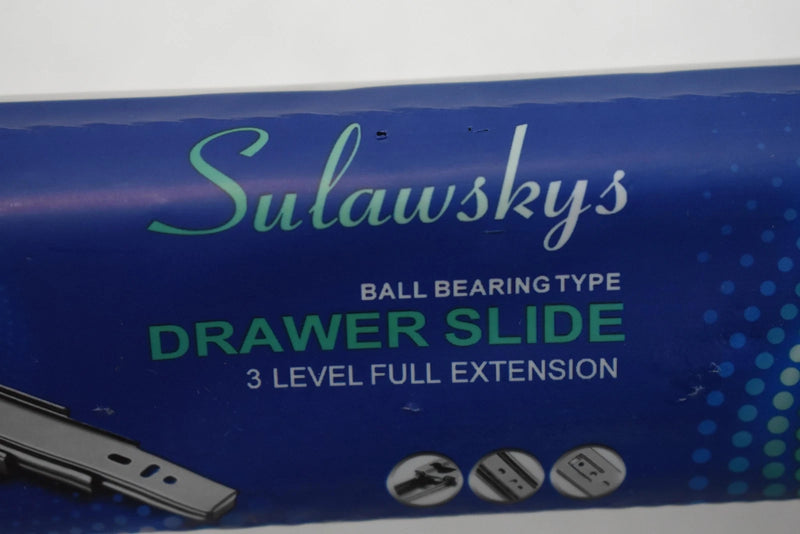 Sulawskys
BALL BEARING TYPE
DRAWER SLIDE
3 LEVEL FULL EXTENSION